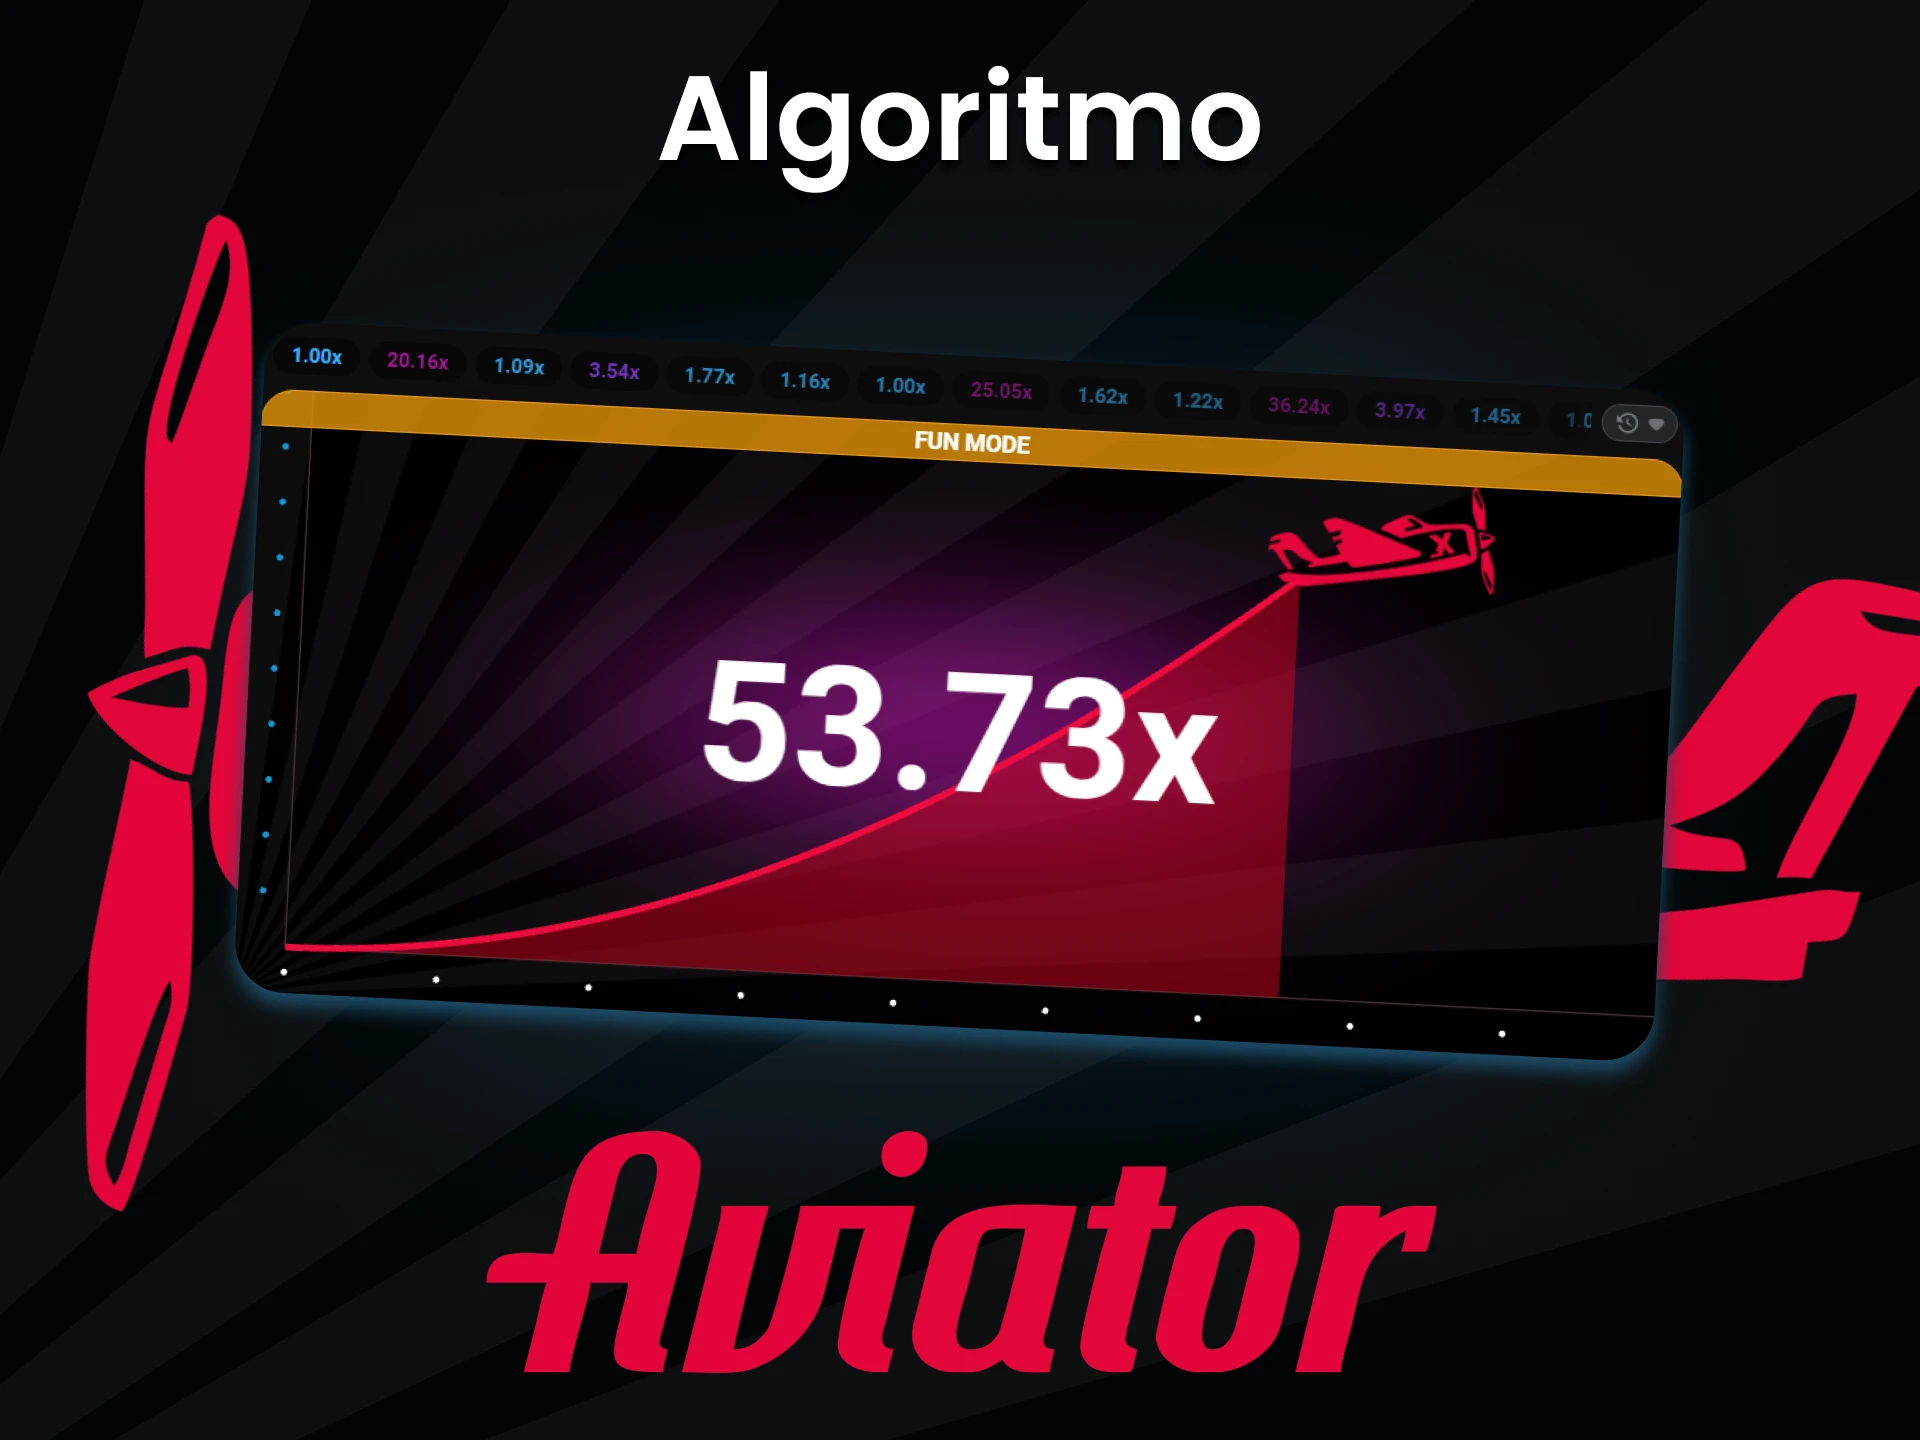 Algoritmo
1.00x 20.16x 1.09x 3.54x 1.77x 1.16x 1.00x 25.05x 1.62x 1.22x 36.24x 3.97x 1.45x
FUN MODE
X
53.73x
Aviator